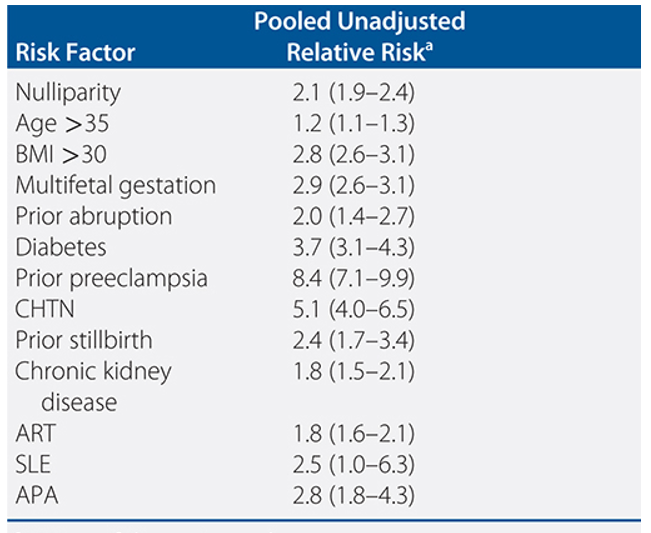 Pooled Unadjusted
Risk Factor Relative Riskᵃ
Nulliparity 2.1 (1.9–2.4)
Age >35 1.2 (1.1–1.3)
BMI >30 2.8 (2.6–3.1)
Multifetal gestation 2.9 (2.6–3.1)
Prior abruption 2.0 (1.4–2.7)
Diabetes 3.7 (3.1–4.3)
Prior preeclampsia 8.4 (7.1–9.9)
CHTN 5.1 (4.0–6.5)
Prior stillbirth 2.4 (1.7–3.4)
Chronic kidney 1.8 (1.5–2.1)
disease
ART 1.8 (1.6–2.1)
SLE 2.5 (1.0–6.3)
APA 2.8 (1.8–4.3)